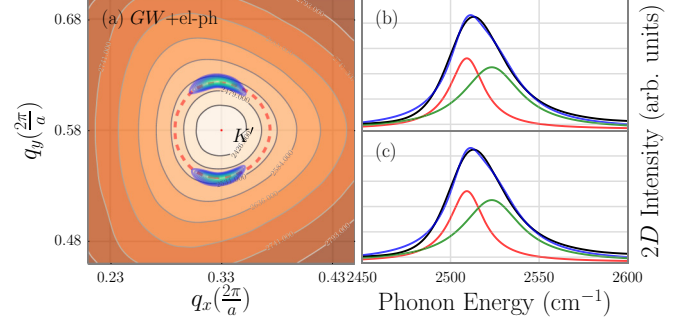 (a) GW+el-ph
(b)
(c)
K′
0.68
0.58
0.48
q_y(2π/a)
0.23
0.33
0.43
q_x(2π/a)
2450
2500
2550
2600
Phonon Energy (cm⁻¹)
2D Intensity (arb. units)